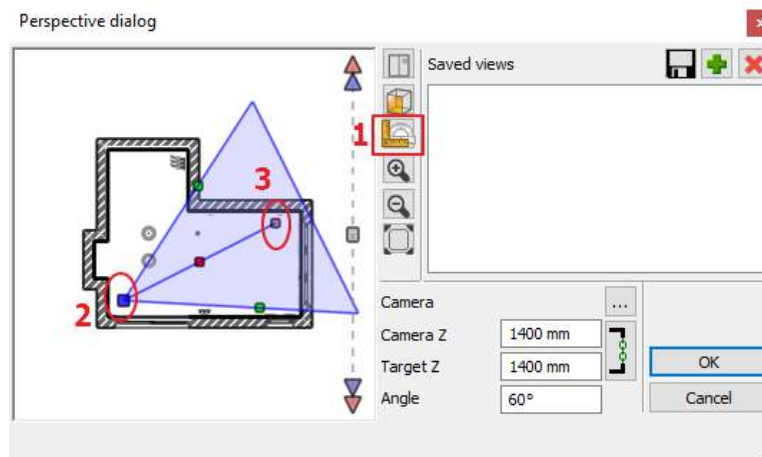 Perspective dialog
Saved views
1
3
2
Camera
...
Camera Z
1400 mm
Target Z
1400 mm
OK
Angle
60°
Cancel